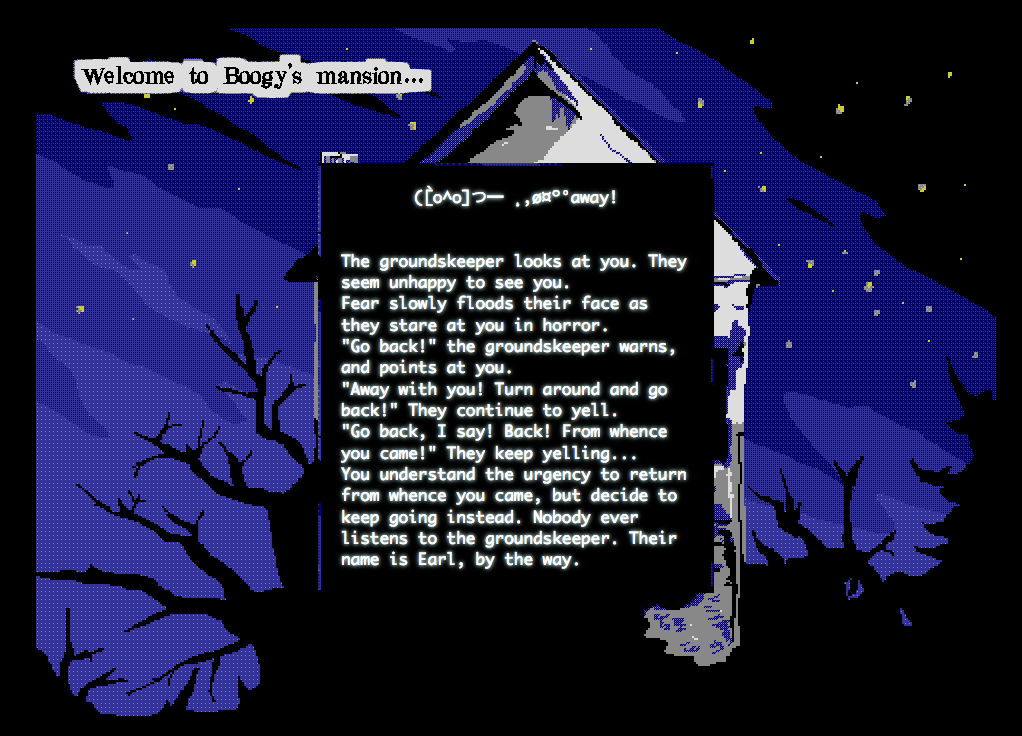 Welcome to Boogy's mansion...
([òʌo]つ一 .,ø¤º°away!
The groundskeeper looks at you. They
seem unhappy to see you.
Fear slowly floods their face as
they stare at you in horror.
"Go back!" the groundskeeper warns,
and points at you.
"Away with you! Turn around and go
back!" They continue to yell.
"Go back, I say! Back! From whence
you came!" They keep yelling...
You understand the urgency to return
from whence you came, but decide to
keep going instead. Nobody ever
listens to the groundskeeper. Their
name is Earl, by the way.